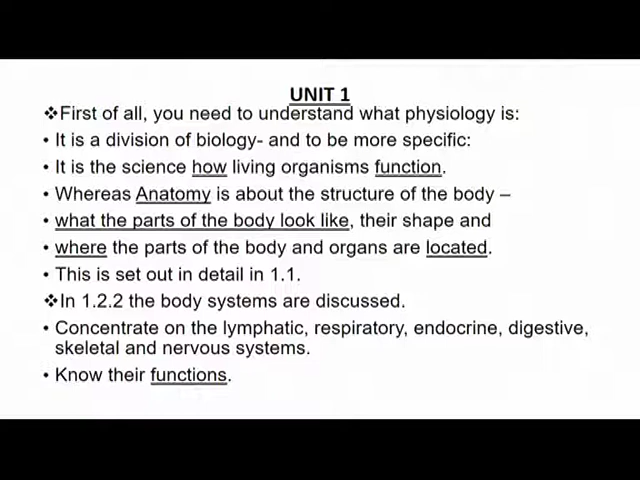 UNIT 1
❖First of all, you need to understand what physiology is:
• It is a division of biology- and to be more specific:
• It is the science how living organisms function.
• Whereas Anatomy is about the structure of the body –
• what the parts of the body look like, their shape and
• where the parts of the body and organs are located.
• This is set out in detail in 1.1.
❖In 1.2.2 the body systems are discussed.
• Concentrate on the lymphatic, respiratory, endocrine, digestive,
skeletal and nervous systems.
• Know their functions.